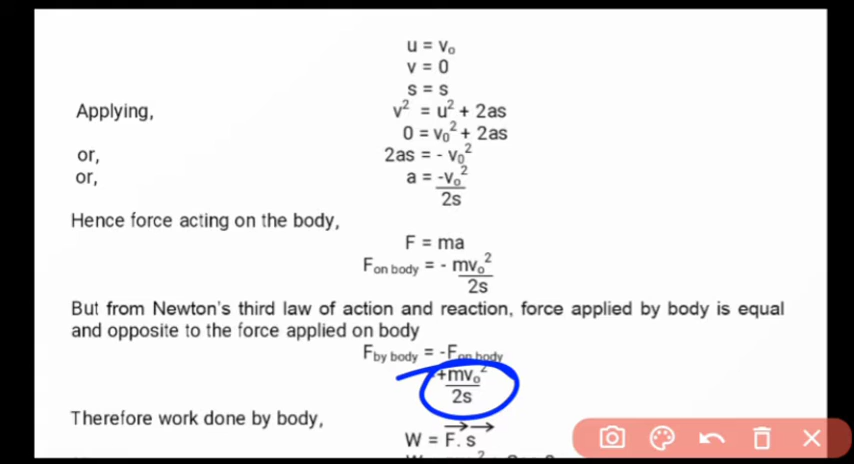 u = v₀
v = 0
s = s
Applying, v² = u² + 2as
0 = v₀² + 2as
or, 2as = - v₀²
or, a = -v₀²
2s
Hence force acting on the body,
F = ma
F on body = - mv₀²
2s
But from Newton's third law of action and reaction, force applied by body is equal
and opposite to the force applied on body
F by body = -F on body
+mv₀²
2s
Therefore work done by body,
W = F. s